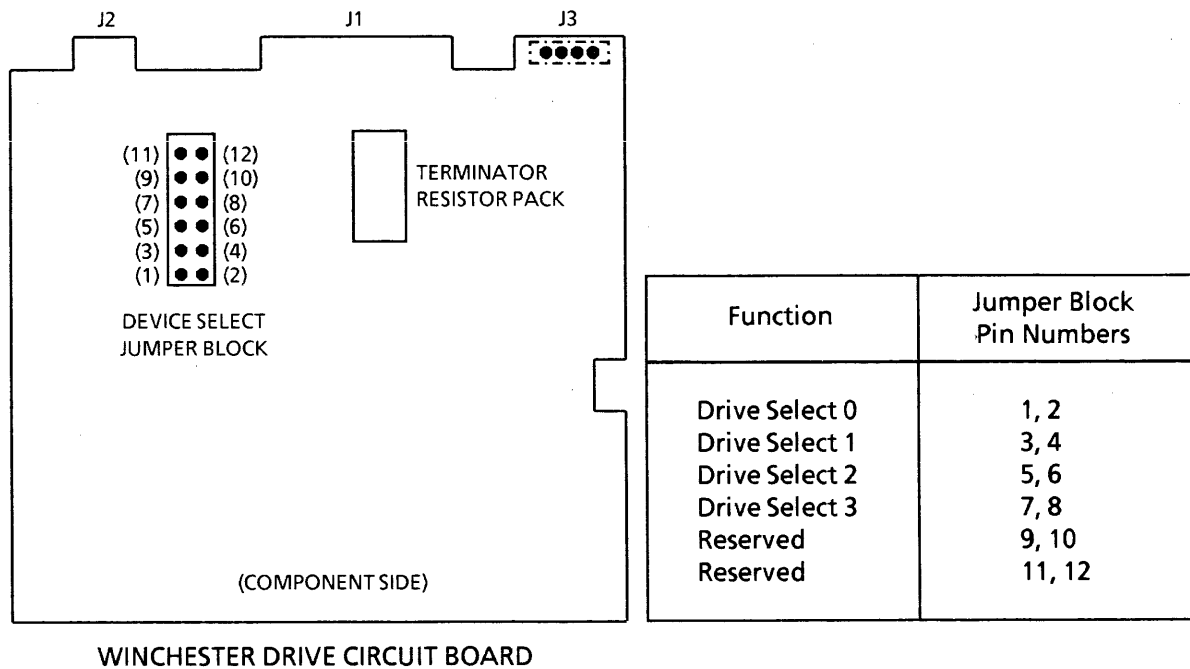 J2 J1 J3
(11) (12)
(9) (10)
(7) (8)
(5) (6)
(3) (4)
(1) (2)
TERMINATOR
RESISTOR PACK
DEVICE SELECT
JUMPER BLOCK
(COMPONENT SIDE)
WINCHESTER DRIVE CIRCUIT BOARD
Function Jumper Block
Pin Numbers
Drive Select 0 1, 2
Drive Select 1 3, 4
Drive Select 2 5, 6
Drive Select 3 7, 8
Reserved 9, 10
Reserved 11, 12